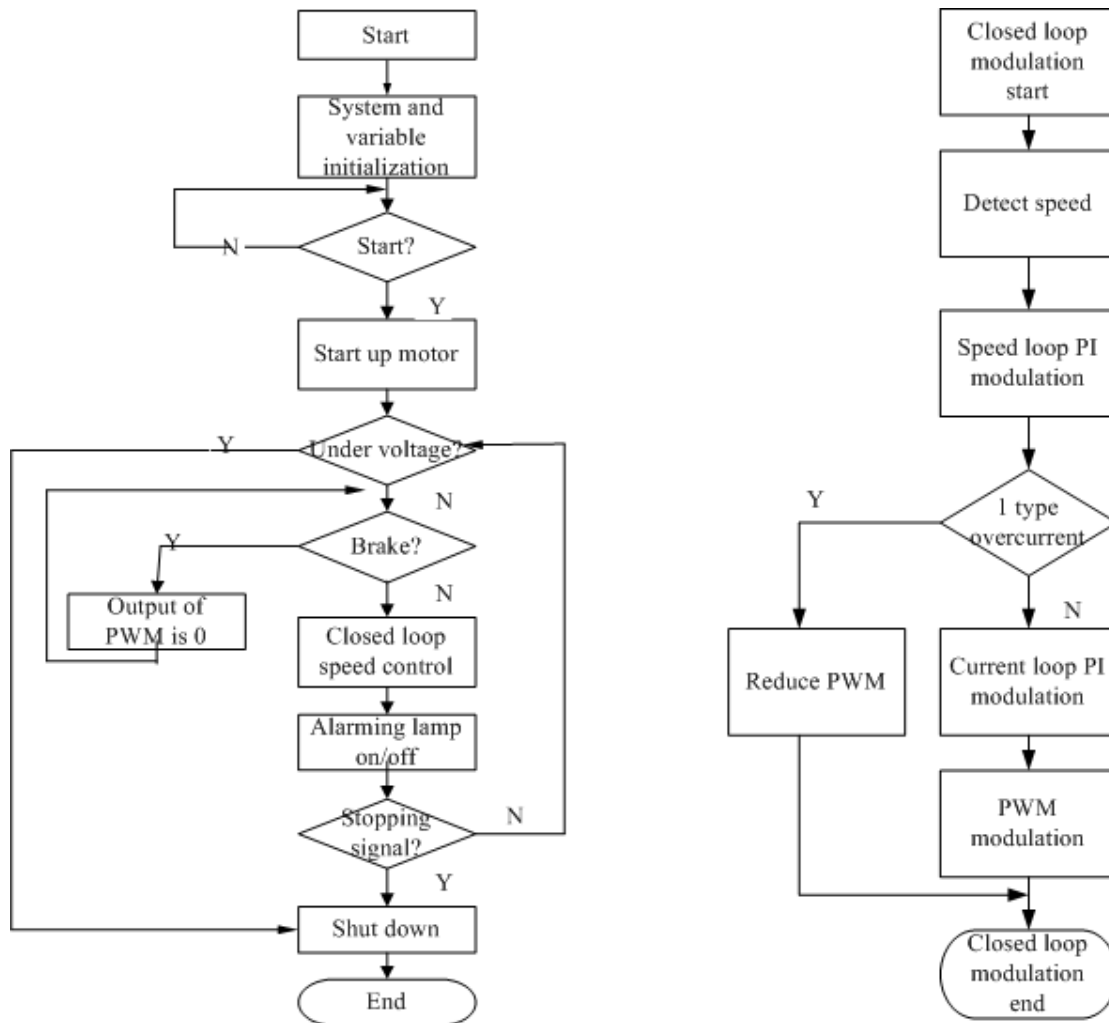 Start
System and
variable
initialization
Start?
N
Y
Start up motor
Under voltage?
Y
N
Brake?
Y
N
Output of
PWM is 0
Closed loop
speed control
Alarming lamp
on/off
Stopping
signal?
N
Y
Shut down
End
Closed loop
modulation
start
Detect speed
Speed loop PI
modulation
1 type
overcurrent
Y
N
Reduce PWM
Current loop PI
modulation
PWM
modulation
Closed loop
modulation
end